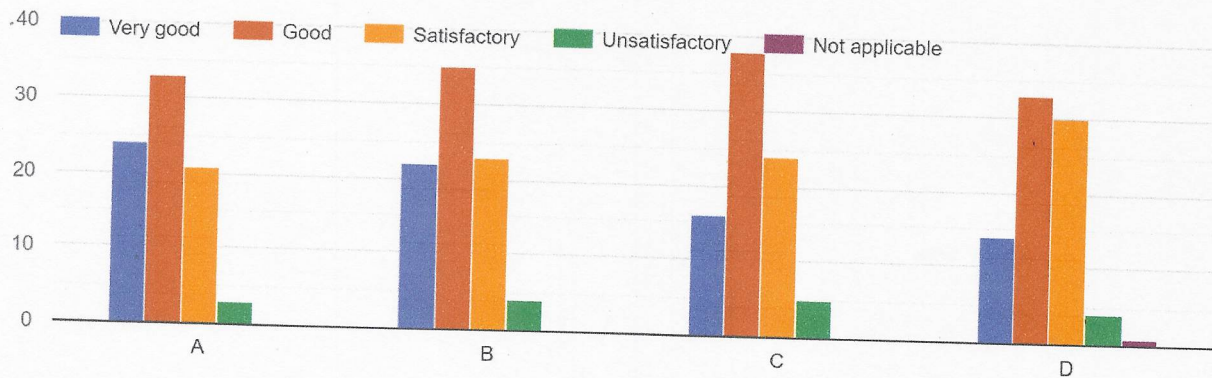 .40
Very good
Good
Satisfactory
Unsatisfactory
Not applicable
30
20
10
0
A
B
C
D